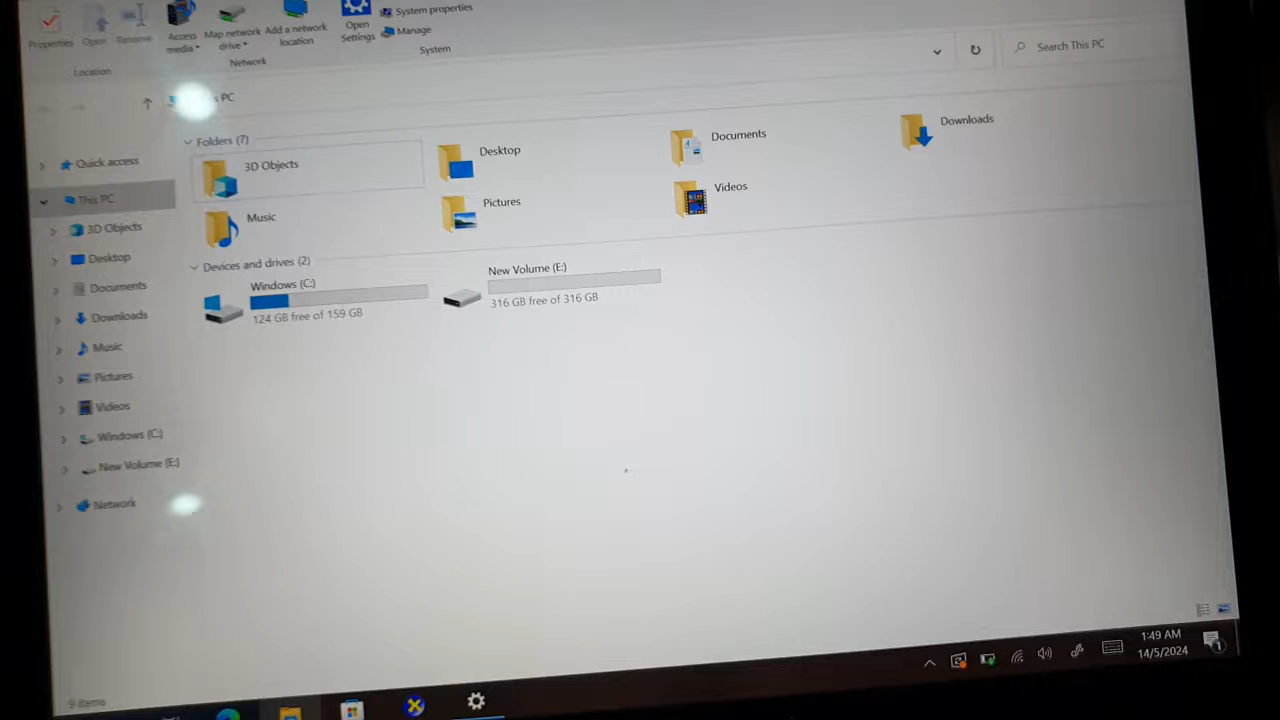 Properties
Open
Rename
Access media
Map network drive
Add a network location
Open Settings
System properties
Manage
Location
Network
System
PC
Search This PC
Quick access
This PC
3D Objects
Desktop
Documents
Downloads
Music
Pictures
Videos
Windows (C:)
New Volume (E:)
Network
Folders (7)
3D Objects
Desktop
Documents
Downloads
Music
Pictures
Videos
Devices and drives (2)
Windows (C:)
124 GB free of 159 GB
New Volume (E:)
316 GB free of 316 GB
9 items
1:49 AM
14/5/2024
1